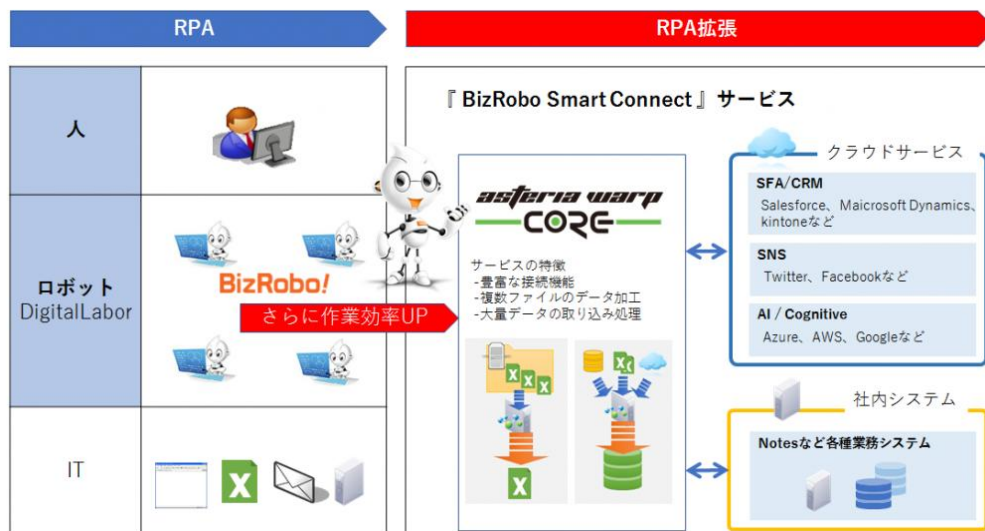 RPA
RPA拡張
人
ロボット
DigitalLabor
BizRobo!
さらに作業効率UP
IT
『 BizRobo Smart Connect 』 サービス
asteria warp
CORE
サービスの特徴
-豊富な接続機能
-複数ファイルのデータ加工
-大量データの取り込み処理
クラウドサービス
SFA/CRM
Salesforce、Maicrosoft Dynamics、
kintoneなど
SNS
Twitter、Facebookなど
AI / Cognitive
Azure、AWS、Googleなど
社内システム
Notesなど各種業務システム